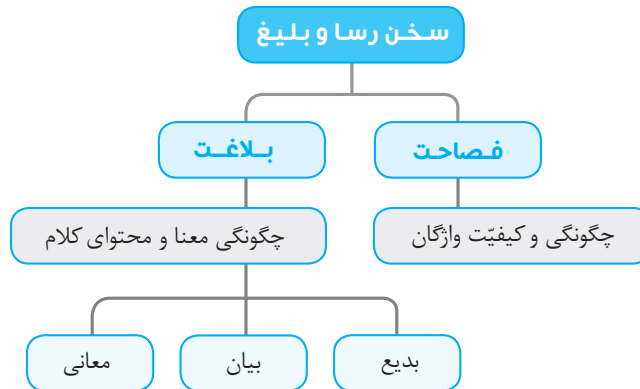 سخن رسا و بلیغ
فصاحت
بلاغت
چگونگی و کیفیّت واژگان
چگونگی معنا و محتوای کلام
بدیع
بیان
معانی